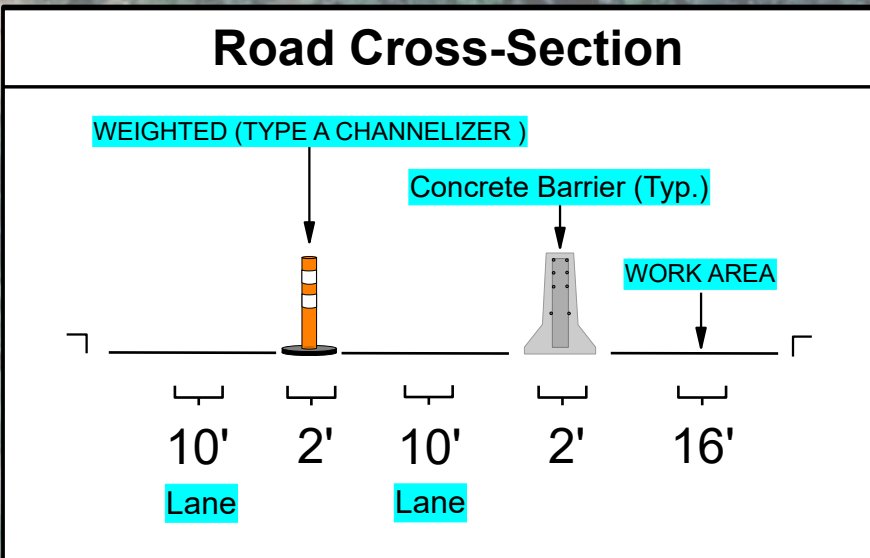 Road Cross-Section
WEIGHTED (TYPE A CHANNELIZER )
Concrete Barrier (Typ.)
WORK AREA
10' 2' 10' 2' 16'
Lane Lane